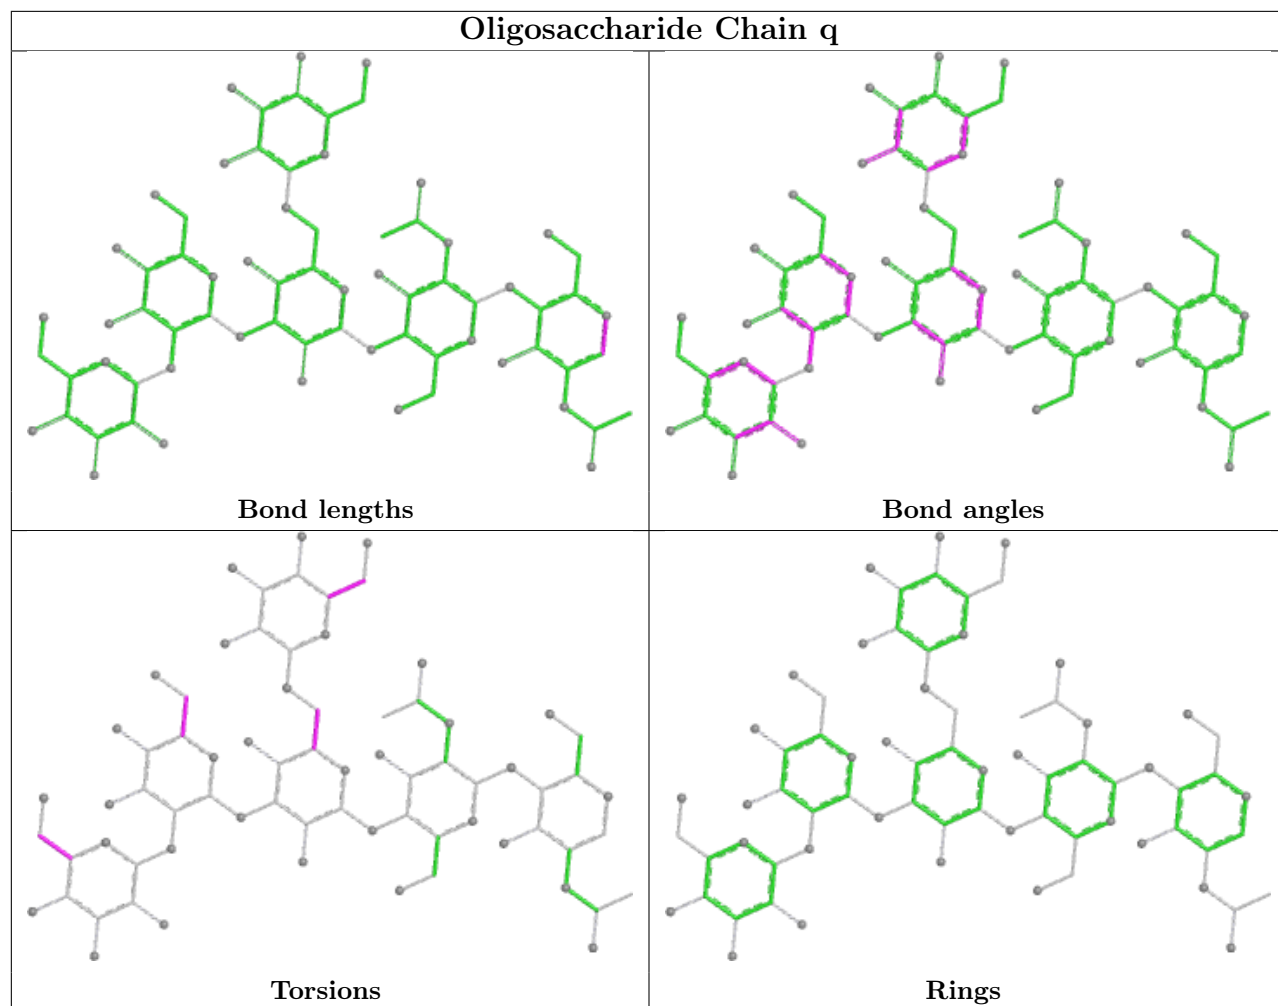 Oligosaccharide Chain q
Bond lengths
Bond angles
Torsions
Rings